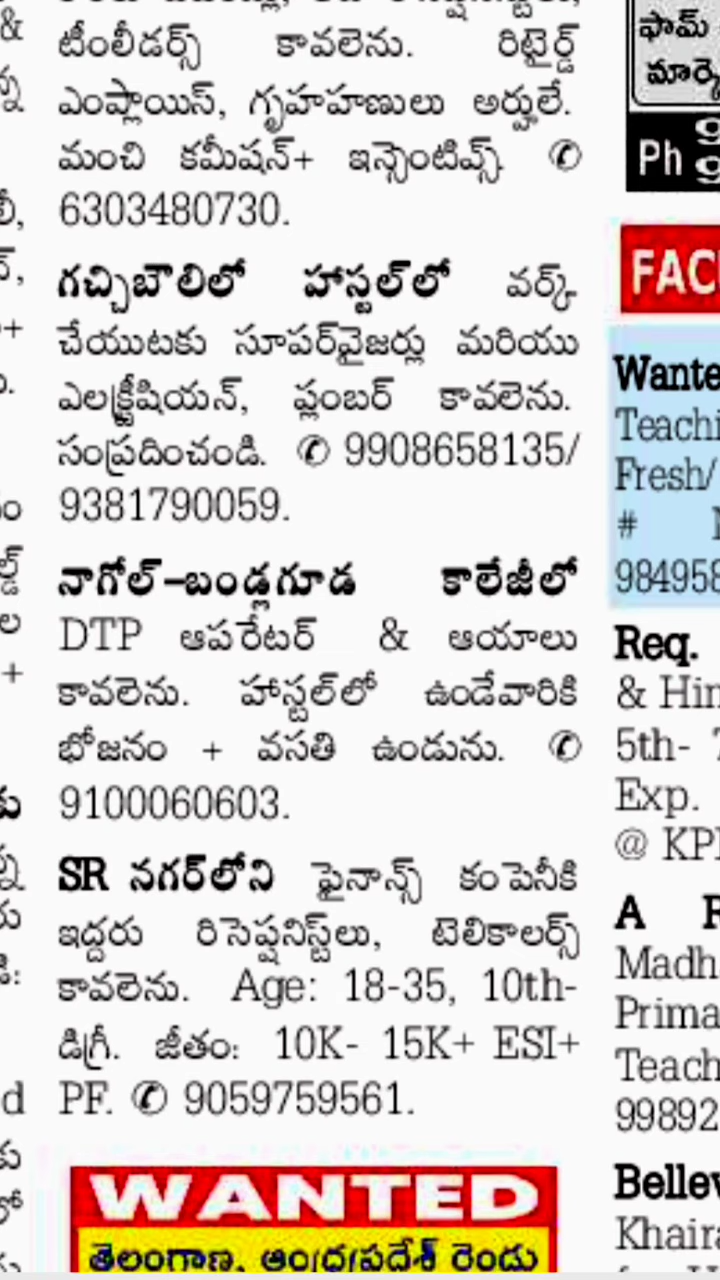 &
టీంలీడర్స్ కావలెను. రిటైర్డ్
ఎంప్లాయిస్, గృహహణులు అర్హులే.
మంచి కమీషన్+ ఇన్సెంటివ్స్. ✆
6303480730.
గచ్చిబౌలిలో హాస్టల్‌లో వర్క్
చేయుటకు సూపర్‌వైజర్లు మరియు
ఎలక్ట్రీషియన్, ప్లంబర్ కావలెను.
సంప్రదించండి. ✆ 9908658135/
9381790059.
నాగోల్-బండ్లగూడ కాలేజీలో
DTP ఆపరేటర్ & ఆయాలు
కావలెను. హాస్టల్‌లో ఉండేవారికి
భోజనం + వసతి ఉండును. ✆
9100060603.
SR నగర్‌లోని ఫైనాన్స్ కంపెనీకి
ఇద్దరు రిసెప్షనిస్ట్‌లు, టెలికాలర్స్
కావలెను. Age: 18-35, 10th-
డిగ్రీ. జీతం: 10K- 15K+ ESI+
PF. ✆ 9059759561.
WANTED
తెలంగాణ, ఆంధ్రప్రదేశ్ రెండు
ఫామ్
Ph
Wante
Teachi
Fresh/
#
98495
Req.
& Hin
5th-
Exp.
@ KP
A
Madh
Prima
Teach
99892
Bellev
Khaira